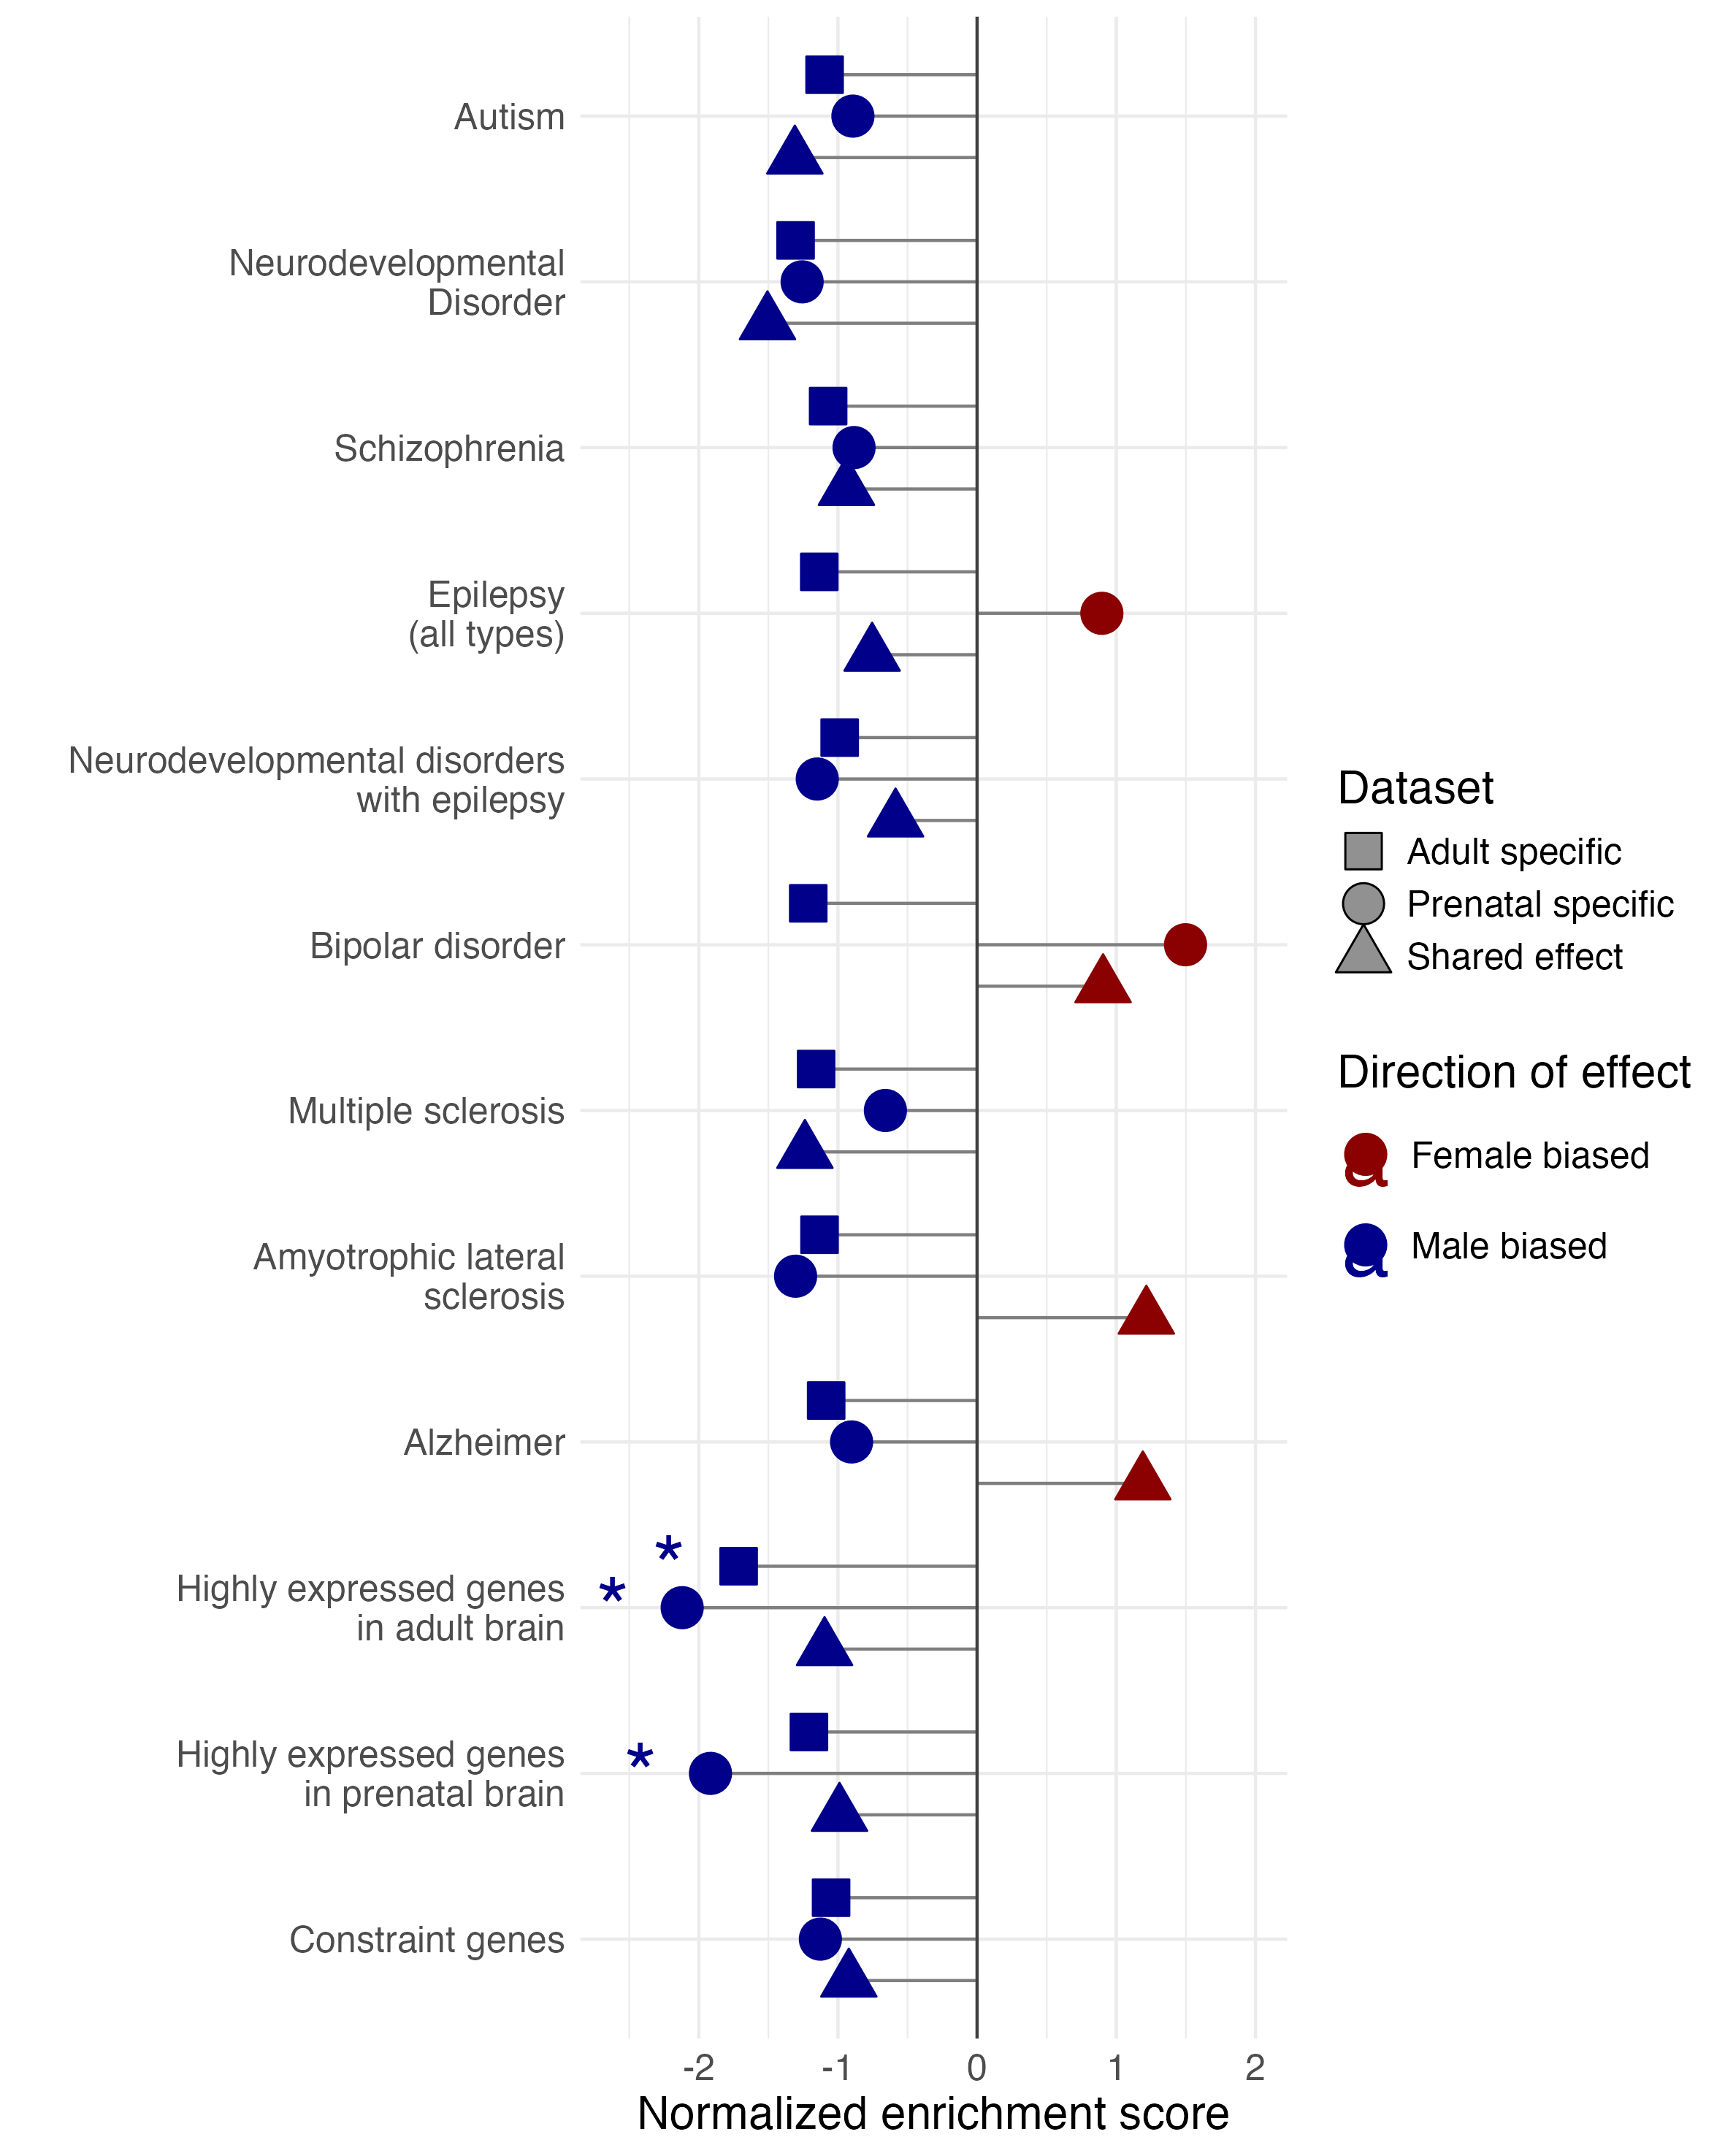 Autism
Neurodevelopmental
Disorder
Schizophrenia
Epilepsy
(all types)
Neurodevelopmental disorders
with epilepsy
Bipolar disorder
Multiple sclerosis
Amyotrophic lateral
sclerosis
Alzheimer
*
*
Highly expressed genes
in adult brain
*
Highly expressed genes
in prenatal brain
Constraint genes
-2 -1 0 1 2
Normalized enrichment score
Dataset
Adult specific
Prenatal specific
Shared effect
Direction of effect
a Female biased
a Male biased